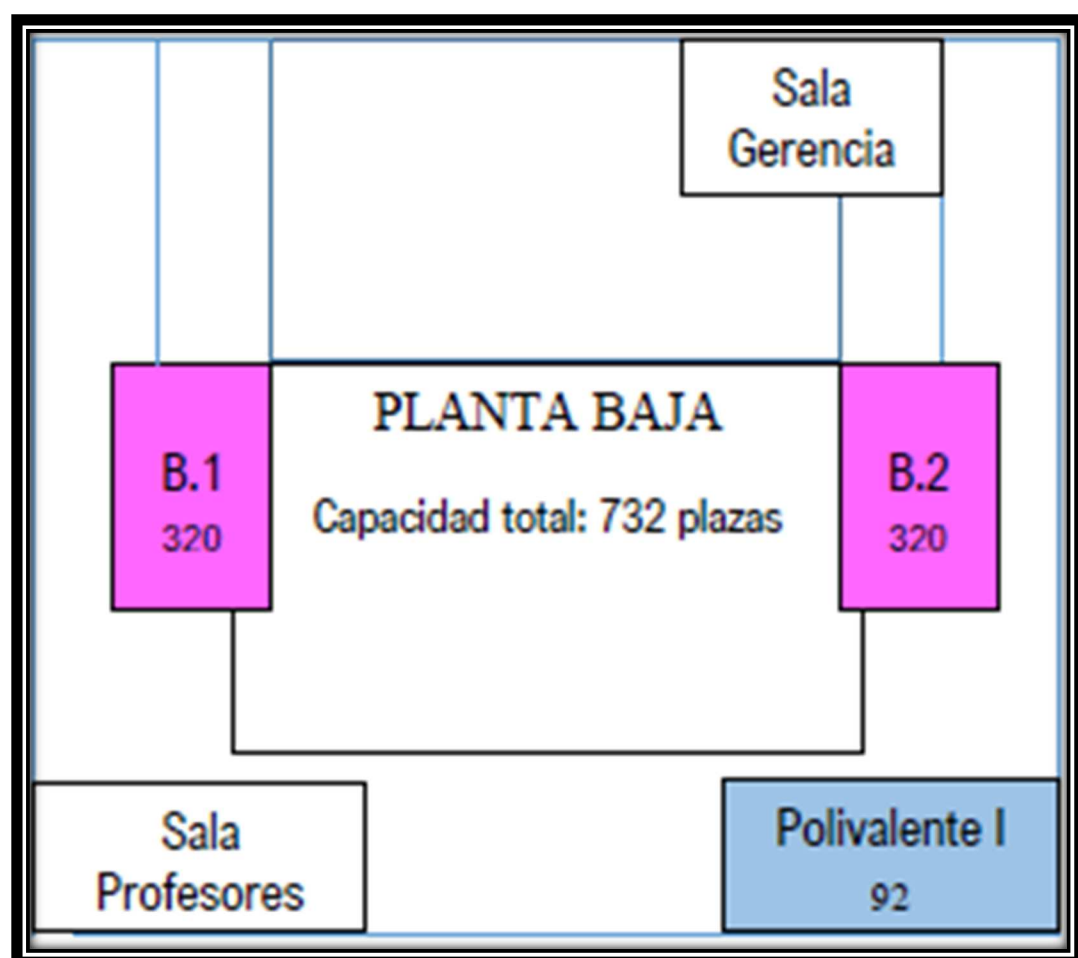 Sala
Gerencia
PLANTA BAJA
B.1
320
Capacidad total: 732 plazas
B.2
320
Sala
Profesores
Polivalente I
92